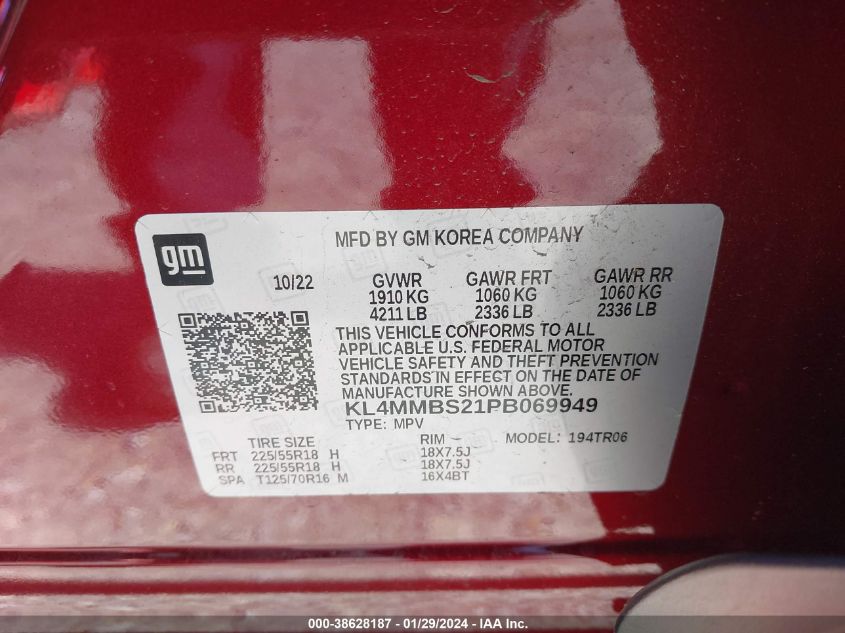 gm
MFD BY GM KOREA COMPANY
10/22 GVWR GAWR FRT GAWR RR
1910 KG 1060 KG 1060 KG
4211 LB 2336 LB 2336 LB
THIS VEHICLE CONFORMS TO ALL
APPLICABLE U.S. FEDERAL MOTOR
VEHICLE SAFETY AND THEFT PREVENTION
STANDARDS IN EFFECT ON THE DATE OF
MANUFACTURE SHOWN ABOVE.
KL4MMBS21PB069949
TYPE: MPV
TIRE SIZE RIM MODEL: 194TR06
FRT 225/55R18 H 18X7.5J
RR 225/55R18 H 18X7.5J
SPA T125/70R16 M 16X4BT
000-38628187 - 01/29/2024 - IAA Inc.